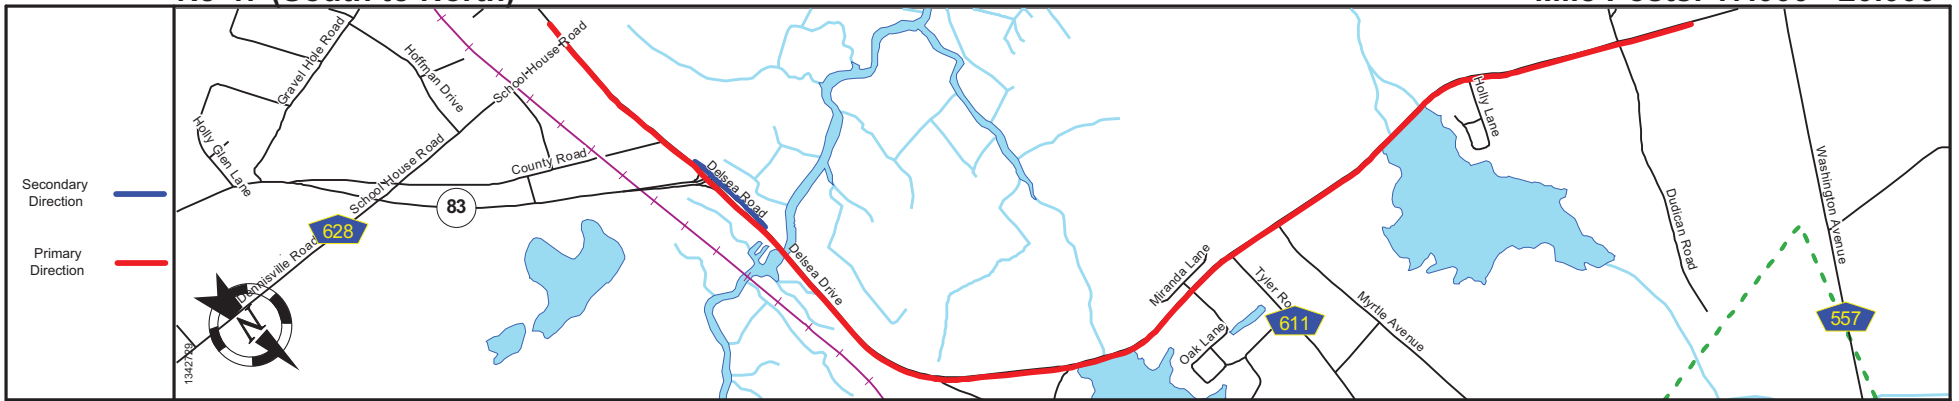 Secondary
Direction
Primary
Direction
Gravel Hole Road
Hoffman Drive
School House Road
Holly Glen Lane
School House Road
County Road
83
628
Dennisville Road
N
1342729
Delsea Road
Delsea Drive
Miranda Lane
Oak Lane
Tyler Ro
611
Myrtle Avenue
Holly Lane
Dudican Road
Washington Avenue
557